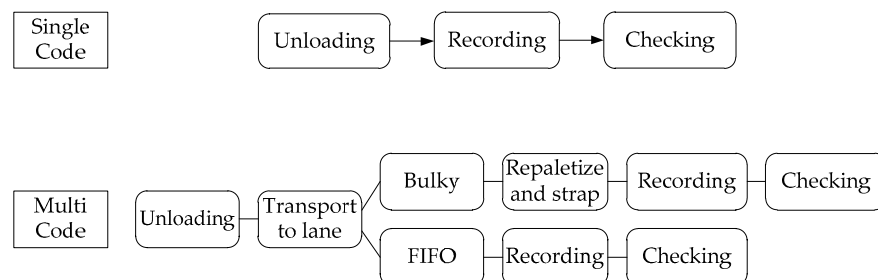 Single
Code
Unloading
Recording
Checking
Multi
Code
Unloading
Transport
to lane
Bulky
Repaletize
and strap
Recording
Checking
FIFO
Recording
Checking